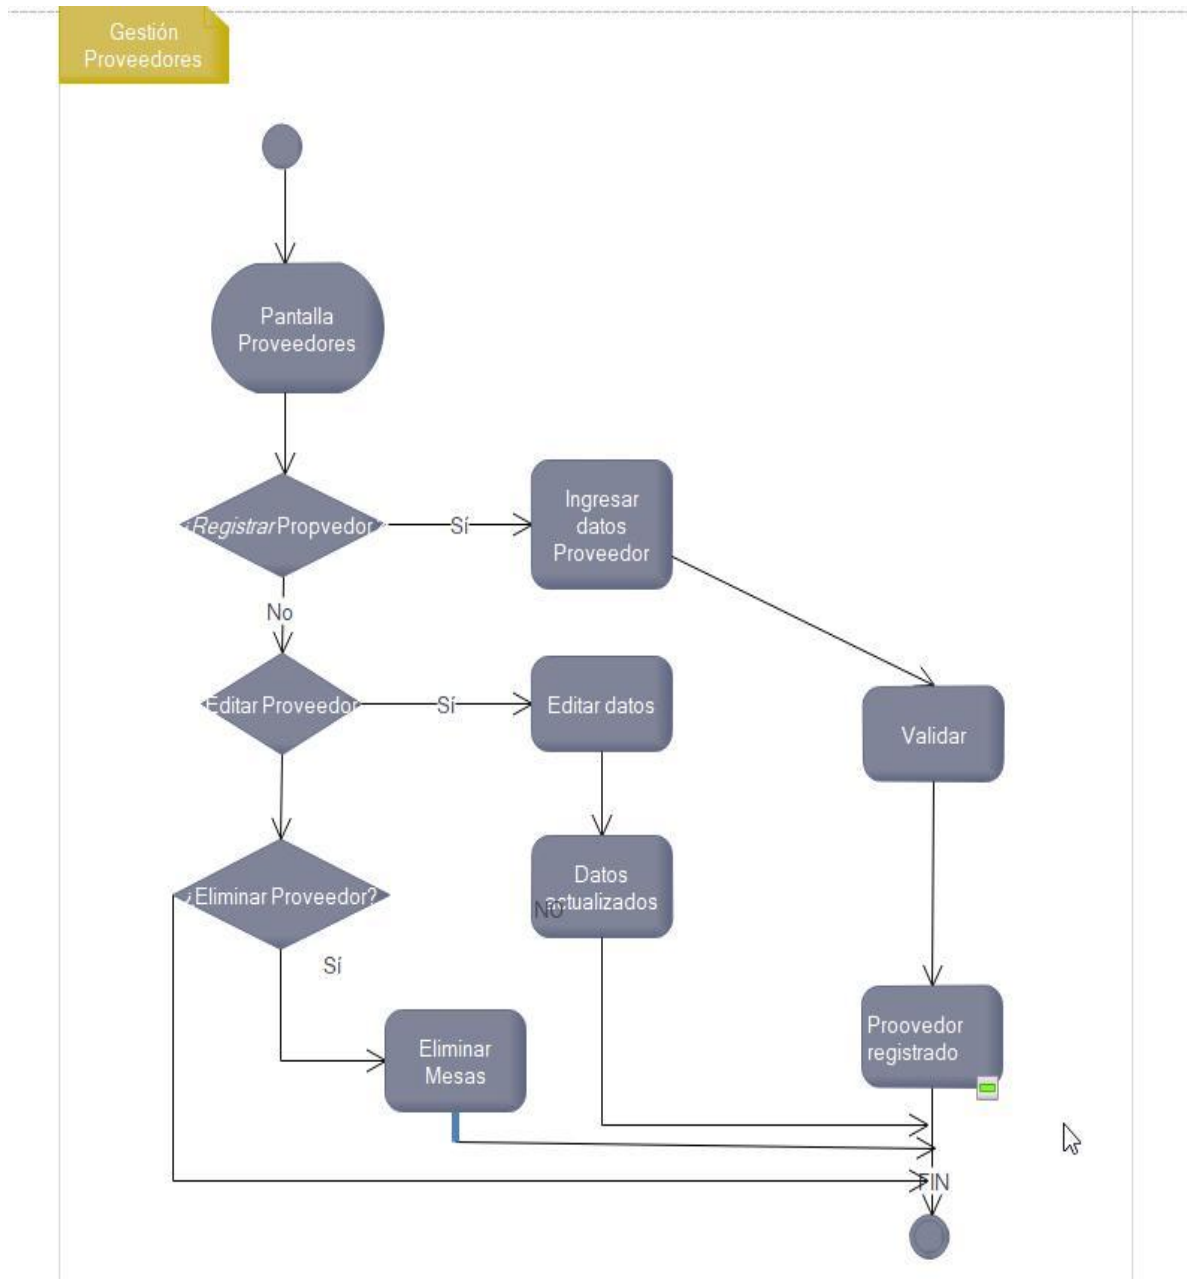 Gestión
Proveedores
Pantalla
Proveedores
¿Registrar Propvedor?
Sí
Ingresar
datos
Proveedor
No
Editar Proveedor
Sí
Editar datos
Validar
¿Eliminar Proveedor?
Datos
actualizados
NO
Sí
Proovedor
registrado
Eliminar
Mesas
FIN